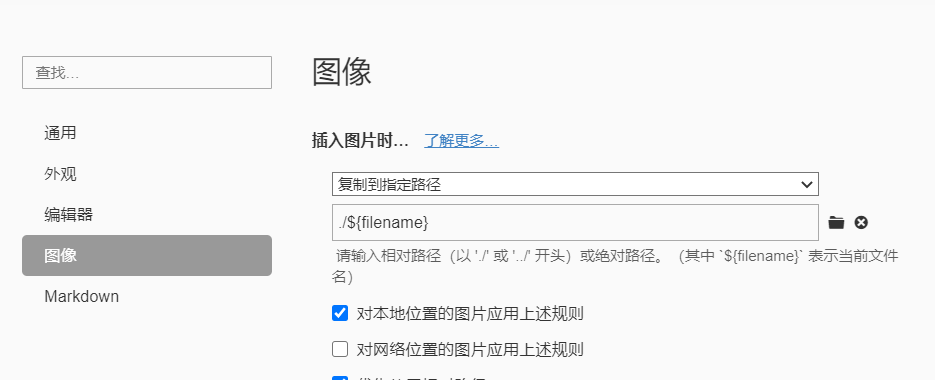 图像
查找...
插入图片时... 了解更多...
通用
复制到指定路径
外观
./${filename}
编辑器
图像
请输入相对路径（以 './' 或 '../' 开头）或绝对路径。（其中 `${filename}` 表示当前文件
名）
Markdown
对本地位置的图片应用上述规则
对网络位置的图片应用上述规则